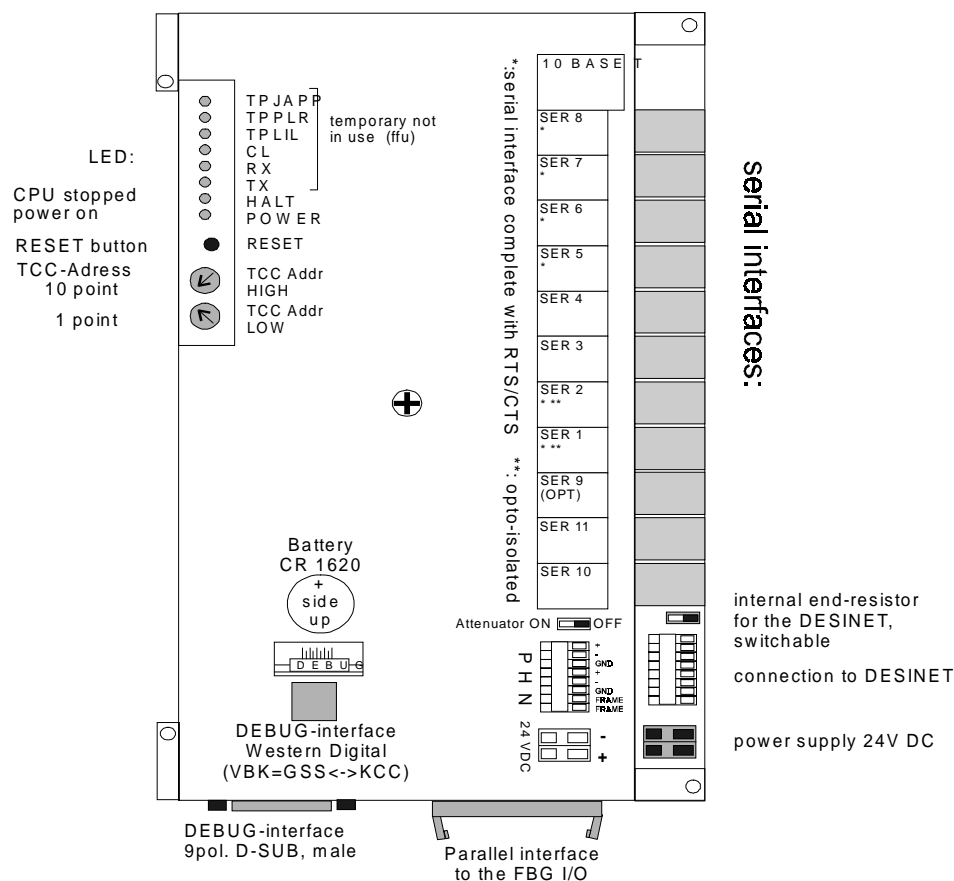 LED:
CPU stopped
power on
RESET button
TCC-Adress
10 point
1 point
TPJAPP
TPPLR
TPLIL
CL
RX
TX
HALT
POWER
RESET
TCC Addr
HIGH
TCC Addr
LOW
temporary not
in use (ffu)
*:serial interface complete with RTS/CTS **: opto-isolated
10 BASE T
SER 8
*
SER 7
*
SER 6
*
SER 5
*
SER 4
SER 3
SER 2
* **
SER 1
* **
SER 9
(OPT)
SER 11
SER 10
serial interfaces:
Battery
CR 1620
+
side
up
DEBUG
DEBUG-interface
Western Digital
(VBK=GSS<->KCC)
Attenuator ON OFF
PHN
+
-
GND
+
-
GND
FRAME
FRAME
24 VDC
-
+
internal end-resistor
for the DESINET,
switchable
connection to DESINET
power supply 24V DC
DEBUG-interface
9pol. D-SUB, male
Parallel interface
to the FBG I/O